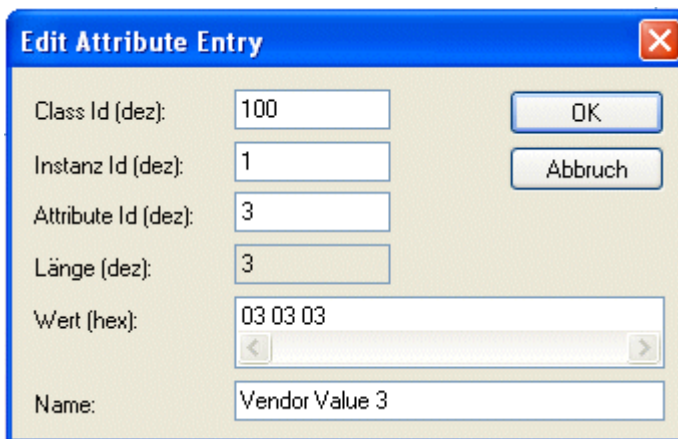 Edit Attribute Entry
Class Id (dez): 100 OK
Instanz Id (dez): 1 Abbruch
Attribute Id (dez): 3
Länge (dez): 3
Wert (hex): 03 03 03
Name: Vendor Value 3